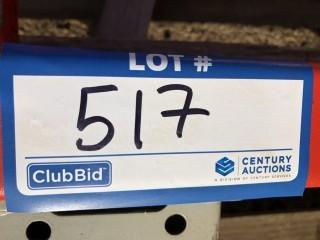 LOT #
517
ClubBid
CENTURY
AUCTIONS
A DIVISION OF CENTURY SERVICES